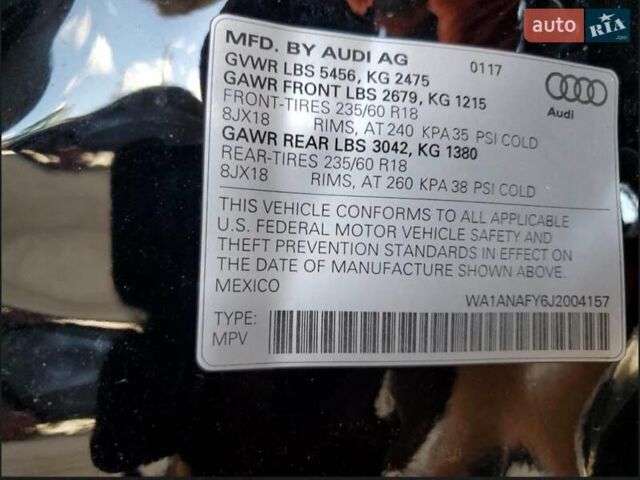 auto RIA
.com
MFD. BY AUDI AG 0117
GVWR LBS 5456, KG 2475
GAWR FRONT LBS 2679, KG 1215
FRONT-TIRES 235/60 R18
8JX18 RIMS, AT 240 KPA 35 PSI COLD
GAWR REAR LBS 3042, KG 1380
REAR-TIRES 235/60 R18
8JX18 RIMS, AT 260 KPA 38 PSI COLD
Audi
THIS VEHICLE CONFORMS TO ALL APPLICABLE
U.S. FEDERAL MOTOR VEHICLE SAFETY AND
THEFT PREVENTION STANDARDS IN EFFECT ON
THE DATE OF MANUFACTURE SHOWN ABOVE.
MEXICO WA1ANAFY6J2004157
TYPE:
MPV